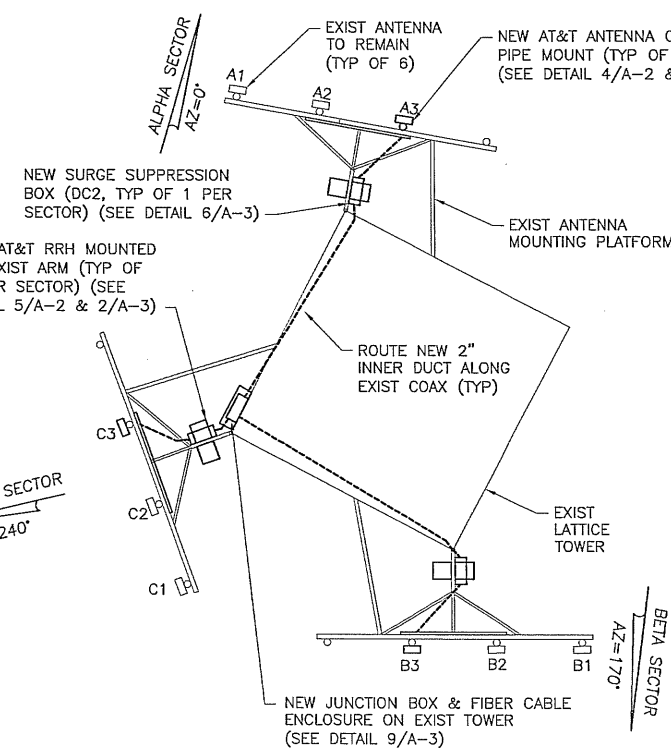 EXIST ANTENNA
TO REMAIN
(TYP OF 6)
NEW AT&T ANTENNA
PIPE MOUNT (TYP OF
(SEE DETAIL 4/A-2 &
ALPHA SECTOR
AZ=0°
A1
A2
A3
NEW SURGE SUPPRESSION
BOX (DC2, TYP OF 1 PER
SECTOR) (SEE DETAIL 6/A-3)
EXIST ANTENNA
MOUNTING PLATFORM
AT&T RRH MOUNTED
EXIST ARM (TYP OF
SECTOR) (SEE
5/A-2 & 2/A-3)
ROUTE NEW 2"
INNER DUCT ALONG
EXIST COAX (TYP)
C3
C2
C1
SECTOR
240°
EXIST
LATTICE
TOWER
B3
B2
B1
BETA SECTOR
AZ=170°
NEW JUNCTION BOX & FIBER CABLE
ENCLOSURE ON EXIST TOWER
(SEE DETAIL 9/A-3)